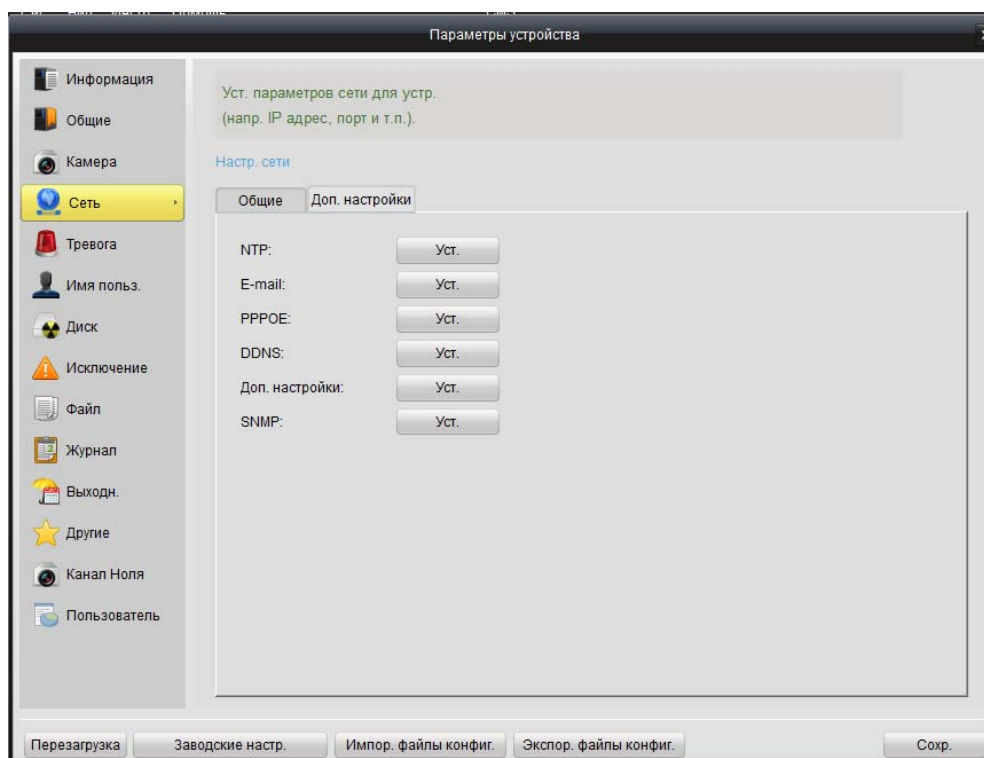 Параметры устройства
Информация
Общие
Камера
Сеть
Тревога
Имя польз.
Диск
Исключение
Файл
Журнал
Выходн.
Другие
Канал Ноля
Пользователь
Уст. параметров сети для устр.
(напр. IP адрес, порт и т.п.).
Настр. сети
Общие Доп. настройки
NTP: Уст.
E-mail: Уст.
PPPOE: Уст.
DDNS: Уст.
Доп. настройки: Уст.
SNMP: Уст.
Перезагрузка Заводские настр. Импор. файлы конфиг. Экспор. файлы конфиг. Сохр.